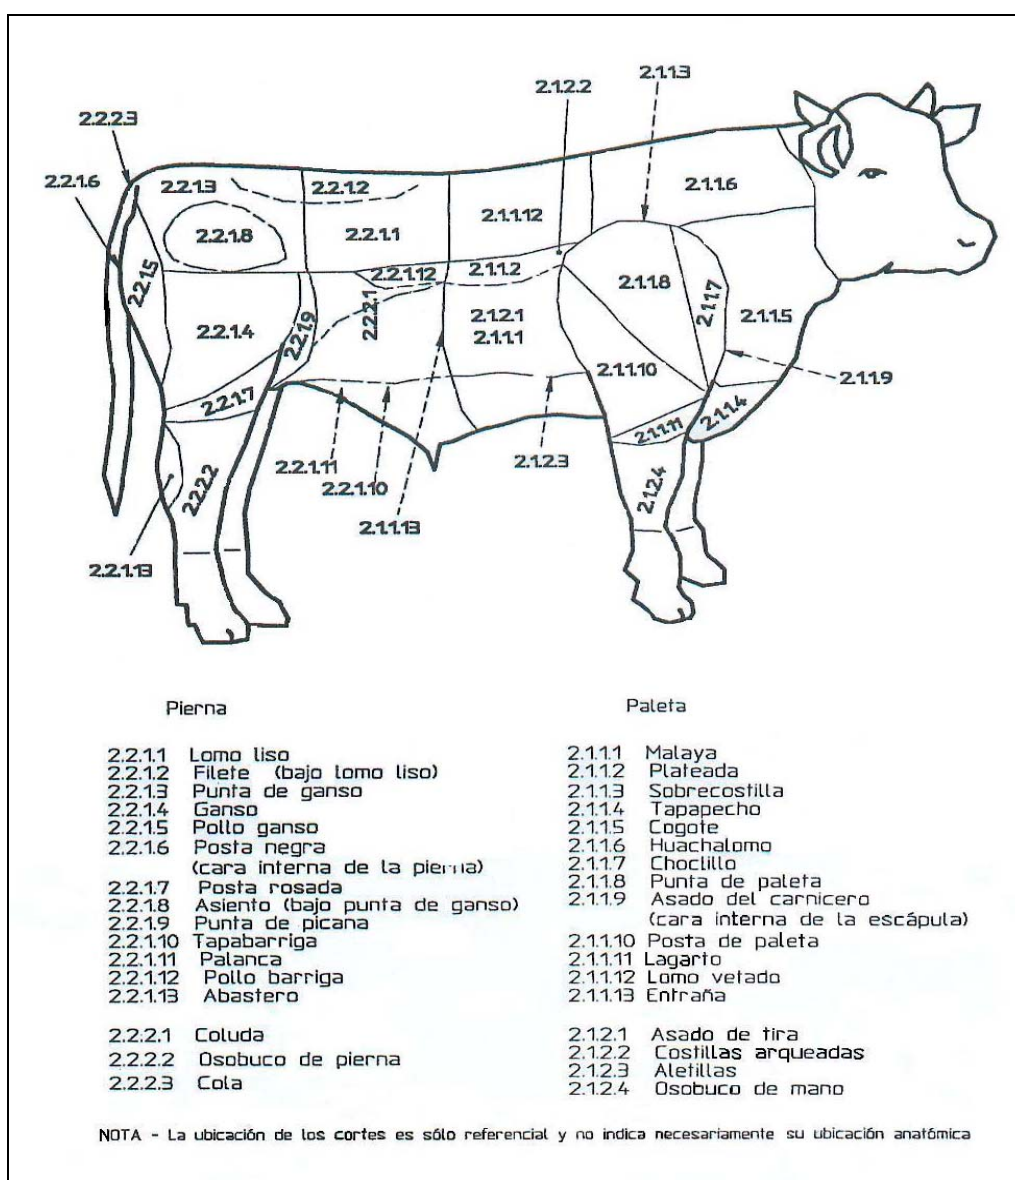 2.1.1.3
2.1.2.2
2.2.2.3
2.2.1.6
2.2.1.3
2.2.1.2
2.1.1.6
2.1.1.12
2.2.1.8
2.2.1.1
2.2.1.5
2.2.1.12
2.1.1.2
2.1.1.8
2.1.1.7
2.2.2.1
2.1.2.1
2.1.1.1
2.1.1.5
2.2.1.4
2.2.1.9
2.1.1.10
2.1.1.9
2.2.1.7
2.1.1.4
2.1.1.11
2.2.1.11
2.1.2.3
2.2.1.10
2.2.2.2
2.1.2.4
2.1.1.13
2.2.1.13
Pierna
2.2.1.1 Lomo liso
2.2.1.2 Filete (bajo lomo liso)
2.2.1.3 Punta de ganso
2.2.1.4 Ganso
2.2.1.5 Pollo ganso
2.2.1.6 Posta negra
(cara interna de la pierna)
2.2.1.7 Posta rosada
2.2.1.8 Asiento (bajo punta de ganso)
2.2.1.9 Punta de picana
2.2.1.10 Tapabarriga
2.2.1.11 Palanca
2.2.1.12 Pollo barriga
2.2.1.13 Abastero
2.2.2.1 Coluda
2.2.2.2 Osobuco de pierna
2.2.2.3 Cola
Paleta
2.1.1.1 Malaya
2.1.1.2 Plateada
2.1.1.3 Sobrecostilla
2.1.1.4 Tapapecho
2.1.1.5 Cogote
2.1.1.6 Huachalomo
2.1.1.7 Choclillo
2.1.1.8 Punta de paleta
2.1.1.9 Asado del carnicero
(cara interna de la escápula)
2.1.1.10 Posta de paleta
2.1.1.11 Lagarto
2.1.1.12 Lomo vetado
2.1.1.13 Entraña
2.1.2.1 Asado de tira
2.1.2.2 Costillas arqueadas
2.1.2.3 Aletillas
2.1.2.4 Osobuco de mano
NOTA - La ubicación de los cortes es sólo referencial y no indica necesariamente su ubicación anatómica